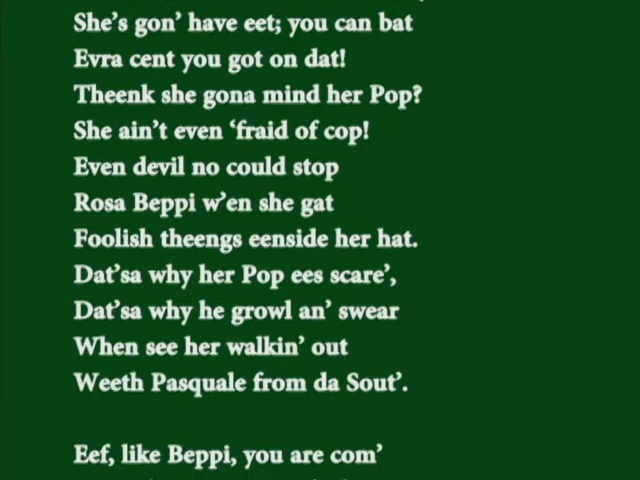 She’s gon’ have eet; you can bat
Evra cent you got on dat!
Theenk she gona mind her Pop?
She ain’t even ‘fraid of cop!
Even devil no could stop
Rosa Beppi w’en she gat
Foolish theengs eenside her hat.
Dat’sa why her Pop ees scare’,
Dat’sa why he growl an’ swear
When see her walkin’ out
Weeth Pasquale from da Sout’.
Eef, like Beppi, you are com’